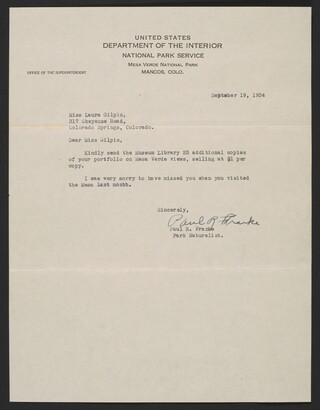 UNITED STATES
DEPARTMENT OF THE INTERIOR
NATIONAL PARK SERVICE
MESA VERDE NATIONAL PARK
OFFICE OF THE SUPERINTENDENT
MANCOS, COLO.
September 19, 1934
Miss Laura Gilpin,
317 Cheyenne Road,
Colorado Springs, Colorado.
Dear Miss Gilpin,
Kindly send the Museum Library 25 additional copies
of your portfolio on Mesa Verde views, selling at $1 per
copy.
I was very sorry to have missed you when you visited
the Mesa last month.
Sincerely,
Paul R Franke
Paul R. Franke
Park Naturalist.